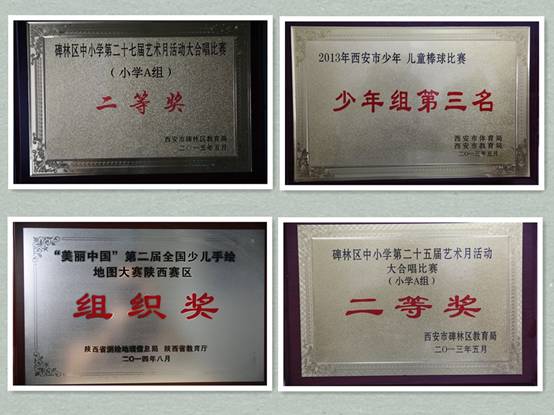 碑林区中小学第二十七届艺术月活动大合唱比赛
（小学A组）
二等奖
西安市碑林区教育局
二〇一五年五月
2013年西安市少年 儿童棒球比赛
少年组第三名
西安市体育局
西安市教育局
二〇一三年五月
“美丽中国”第二届全国少儿手绘
地图大赛陕西赛区
组织奖
陕西省测绘地理信息局 陕西省教育厅
二〇一四年八月
碑林区中小学第二十五届艺术月活动
大合唱比赛
（小学A组）
二等奖
西安市碑林区教育局
二〇一三年五月